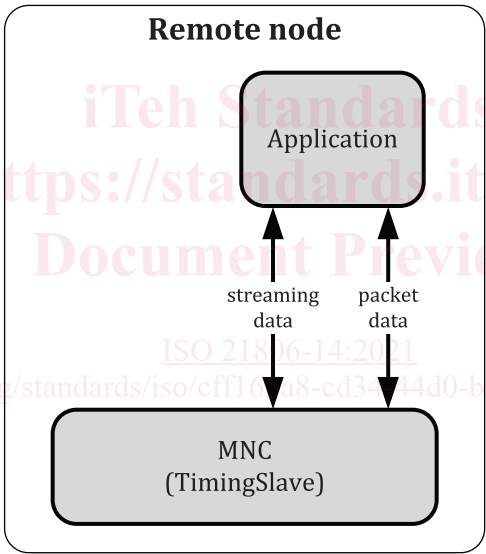 Remote node
iTeh Standards
ttps://standards.it
Application
Document Previe
streaming packet
data data
ISO 21806-14:2021
MNC
(TimingSlave)